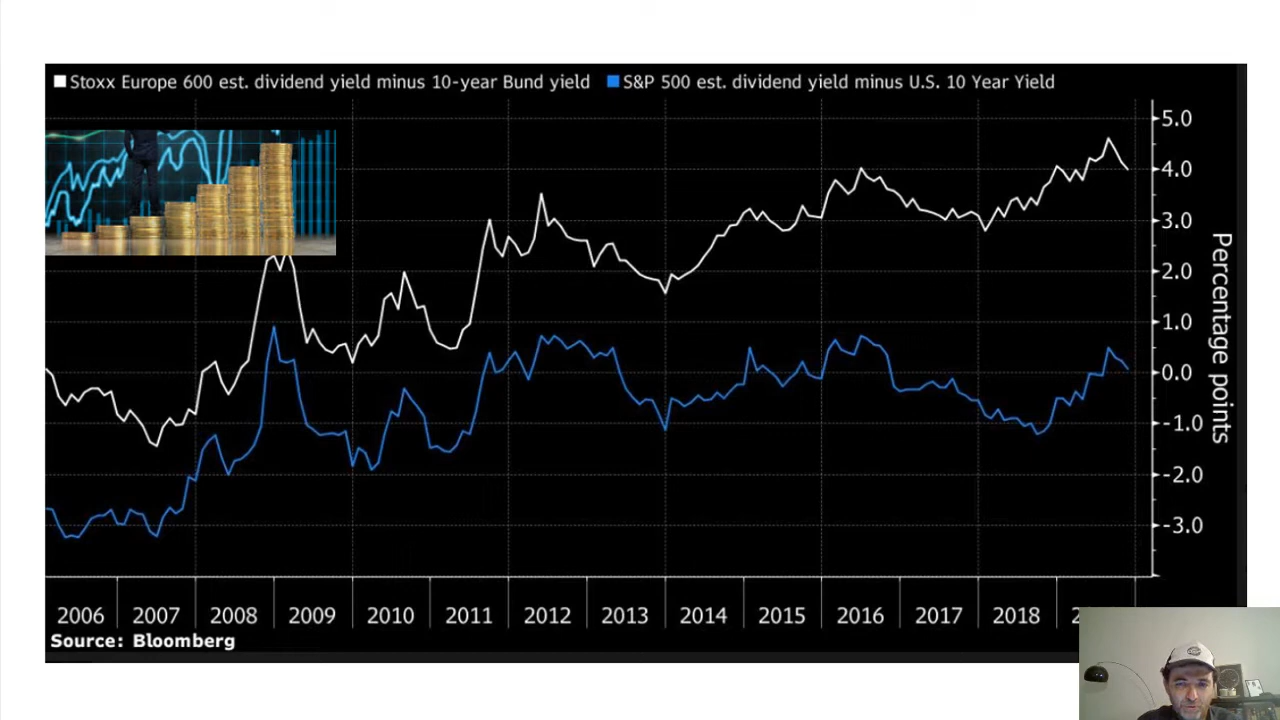 Stoxx Europe 600 est. dividend yield minus 10-year Bund yield S&P 500 est. dividend yield minus U.S. 10 Year Yield
5.0
4.0
3.0
2.0
1.0
0.0
-1.0
-2.0
-3.0
Percentage points
2006 2007 2008 2009 2010 2011 2012 2013 2014 2015 2016 2017 2018
Source: Bloomberg